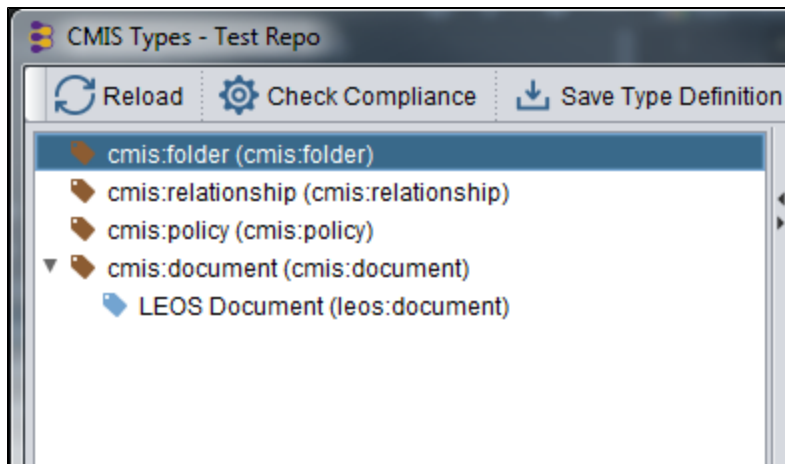 CMIS Types - Test Repo
Reload Check Compliance Save Type Definition
cmis:folder (cmis:folder)
cmis:relationship (cmis:relationship)
cmis:policy (cmis:policy)
cmis:document (cmis:document)
LEOS Document (leos:document)